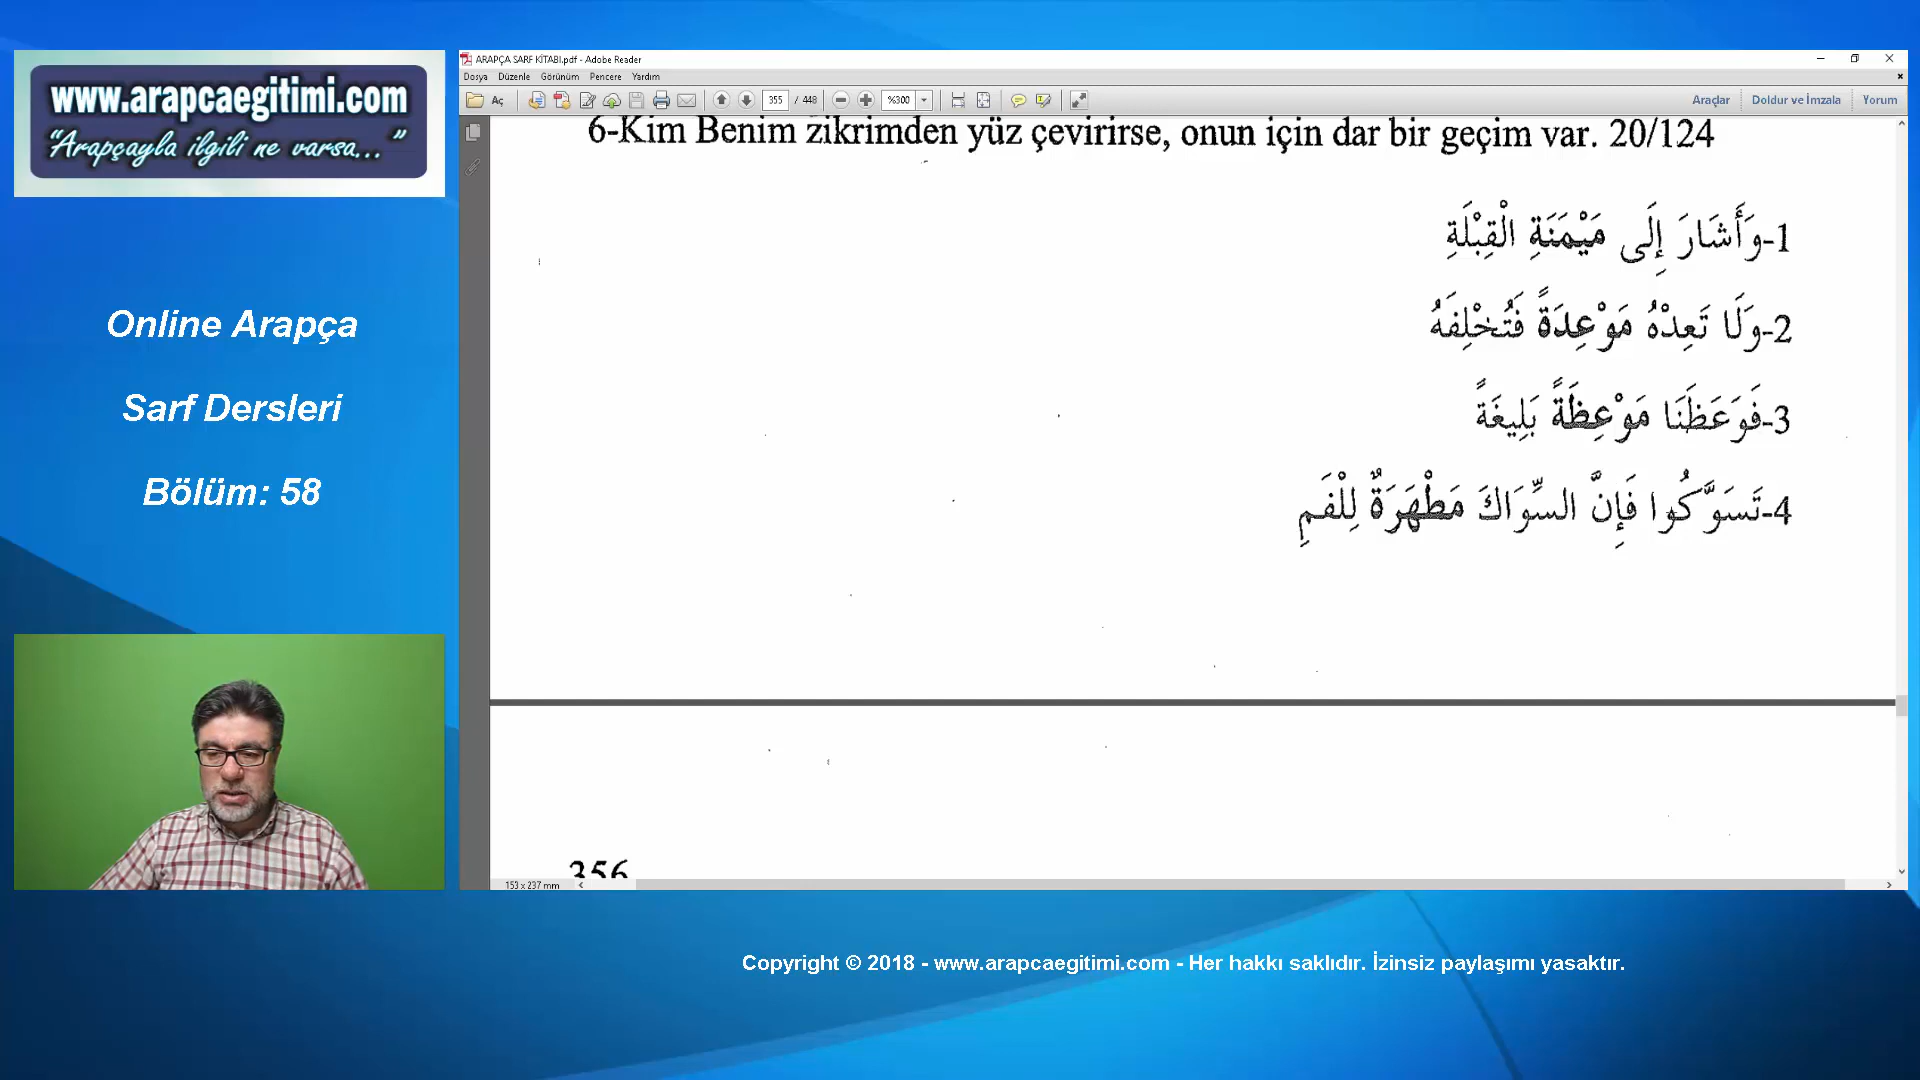 www.arapcaegitimi.com
“Arapçayla ilgili ne varsa...”
Online Arapça
Sarf Dersleri
Bölüm: 58
ARAPÇA SARF KİTABI.pdf - Adobe Reader
Dosya Düzenle Görünüm Pencere Yardım
Aç 355 / 448 %300 Araçlar Doldur ve İmzala Yorum
6-Kim Benim zikrimden yüz çevirirse, onun için dar bir geçim var. 20/124
1-وَأَشَارَ إِلَى مَيْمَنَةِ الْقِبْلَةِ
2-وَلَا تَعِدْهُ مَوْعِدَةً فَتُخْلِفَهُ
3-فَوَعَظَنَا مَوْعِظَةً بَلِيغَةً
4-تَسَوَّكُوا فَإِنَّ السِّوَاكَ مَطْهَرَةٌ لِلْفَمِ
356
153 x 237 mm
Copyright © 2018 - www.arapcaegitimi.com - Her hakkı saklıdır. İzinsiz paylaşımı yasaktır.